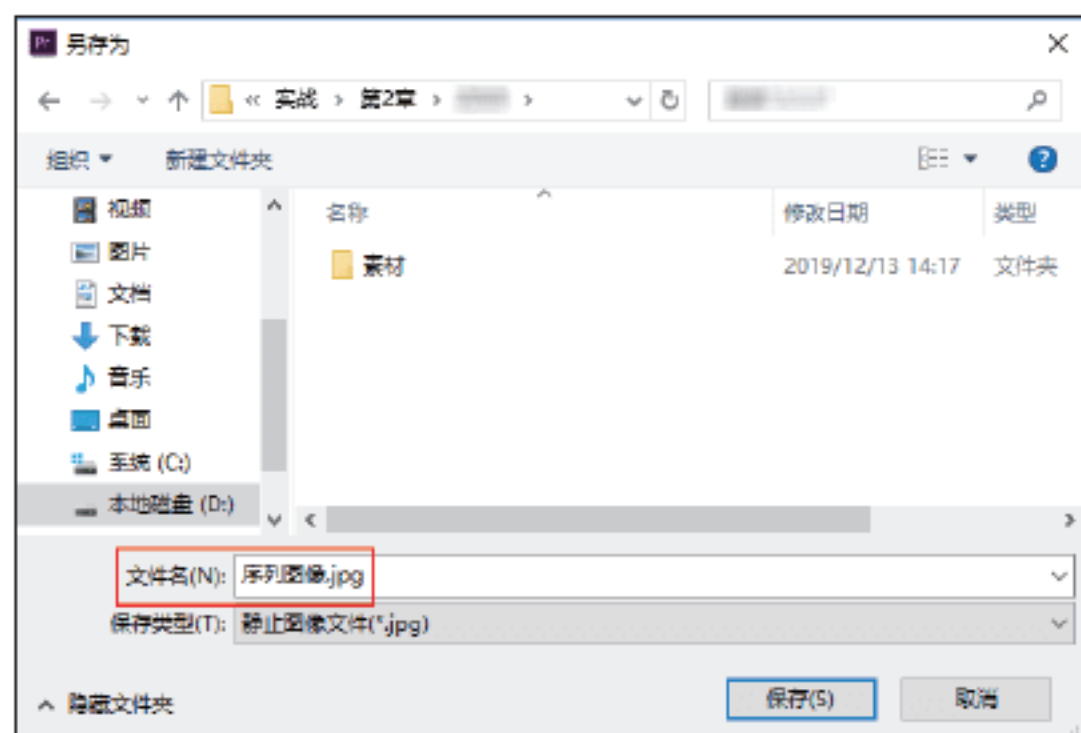 Pr 另存为
« 实战 › 第2章 ›
组织 新建文件夹
视频
图片
文档
下载
音乐
桌面
系统 (C:)
本地磁盘 (D:)
名称 修改日期 类型
素材 2019/12/13 14:17 文件夹
文件名(N): 序列图像.jpg
保存类型(T): 静止图像文件(*.jpg)
隐藏文件夹 保存(S) 取消